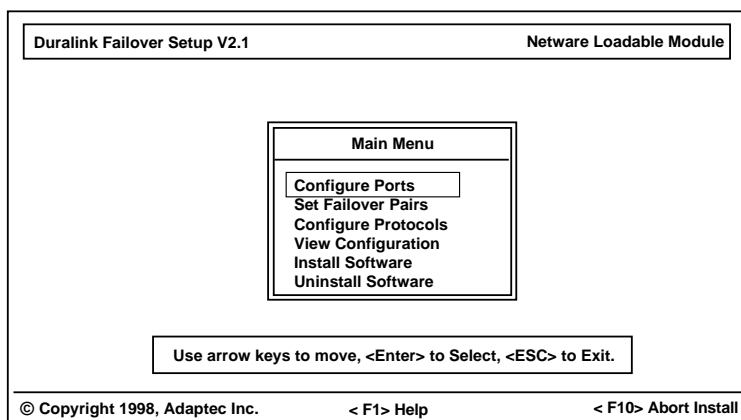 Duralink Failover Setup V2.1 Netware Loadable Module
Main Menu
Configure Ports
Set Failover Pairs
Configure Protocols
View Configuration
Install Software
Uninstall Software
Use arrow keys to move, <Enter> to Select, <ESC> to Exit.
© Copyright 1998, Adaptec Inc. < F1> Help < F10> Abort Install